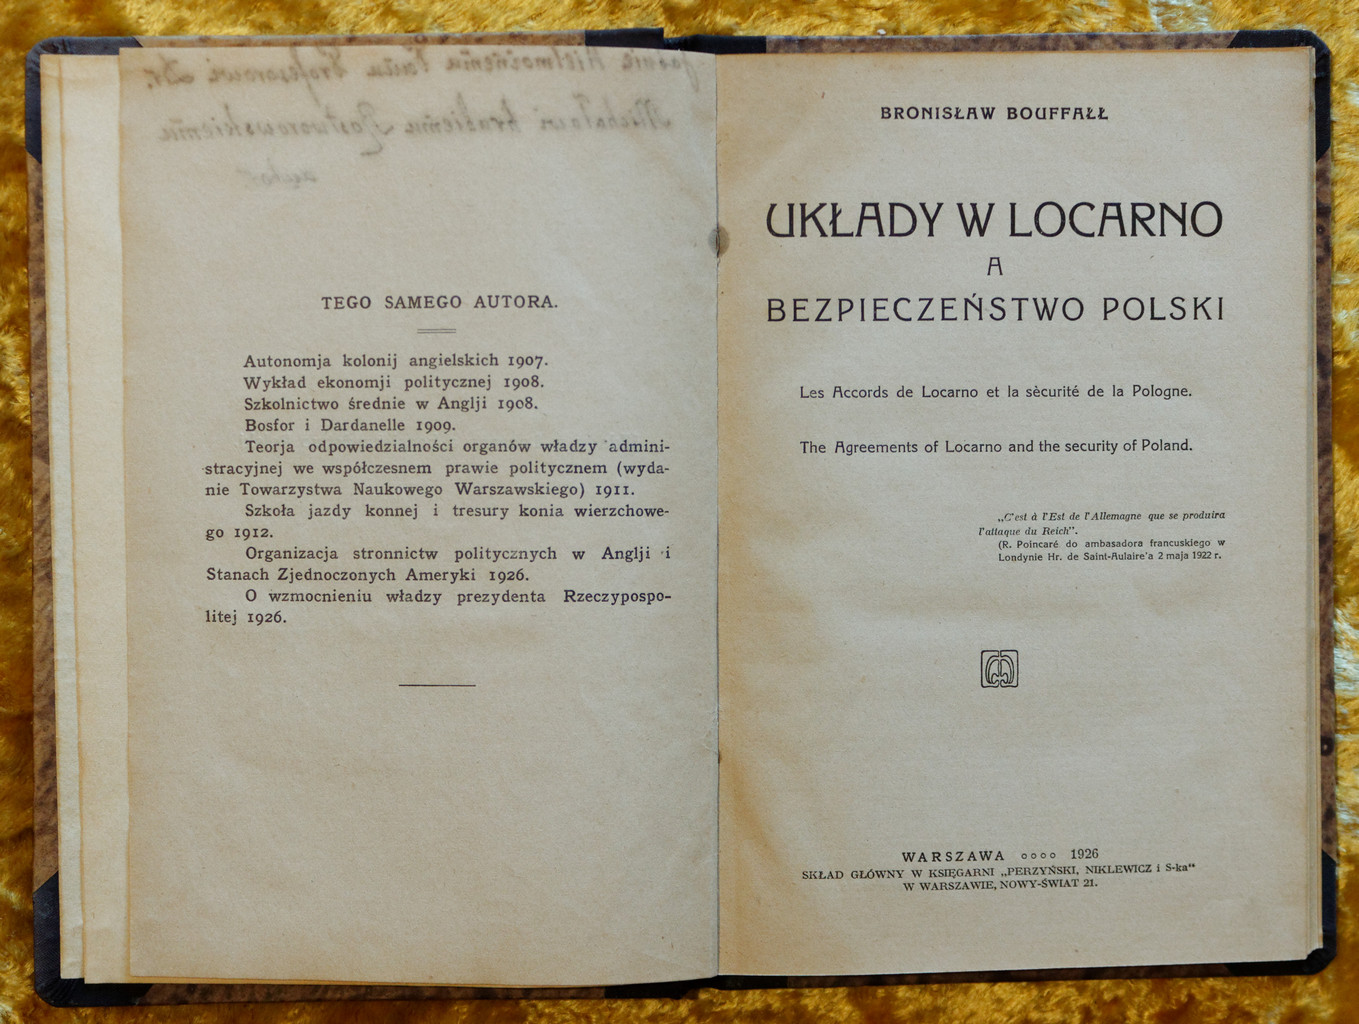 TEGO SAMEGO AUTORA.
Autonomja kolonij angielskich 1907.
Wykład ekonomji politycznej 1908.
Szkolnictwo średnie w Anglji 1908.
Bosfor i Dardanelle 1909.
Teorja odpowiedzialności organów władzy admini-
stracyjnej we współczesnem prawie politycznem (wyda-
nie Towarzystwa Naukowego Warszawskiego) 1911.
Szkoła jazdy konnej i tresury konia wierzchowe-
go 1912.
Organizacja stronnictw politycznych w Anglji i
Stanach Zjednoczonych Ameryki 1926.
O wzmocnieniu władzy prezydenta Rzeczypospo-
litej 1926.
BRONISŁAW BOUFFAŁŁ
UKŁADY W LOCARNO
A
BEZPIECZEŃSTWO POLSKI
Les Accords de Locarno et la sècurité de la Pologne.
The Agreements of Locarno and the security of Poland.
„C'est à l'Est de l'Allemagne que se produira
l'attaque du Reich".
(R. Poincaré do ambasadora francuskiego w
Londynie Hr. de Saint-Aulaire'a 2 maja 1922 r.
WARSZAWA oooo 1926
SKŁAD GŁÓWNY W KSIĘGARNI „PERZYŃSKI, NIKLEWICZ i S-ka"
W WARSZAWIE, NOWY-ŚWIAT 21.